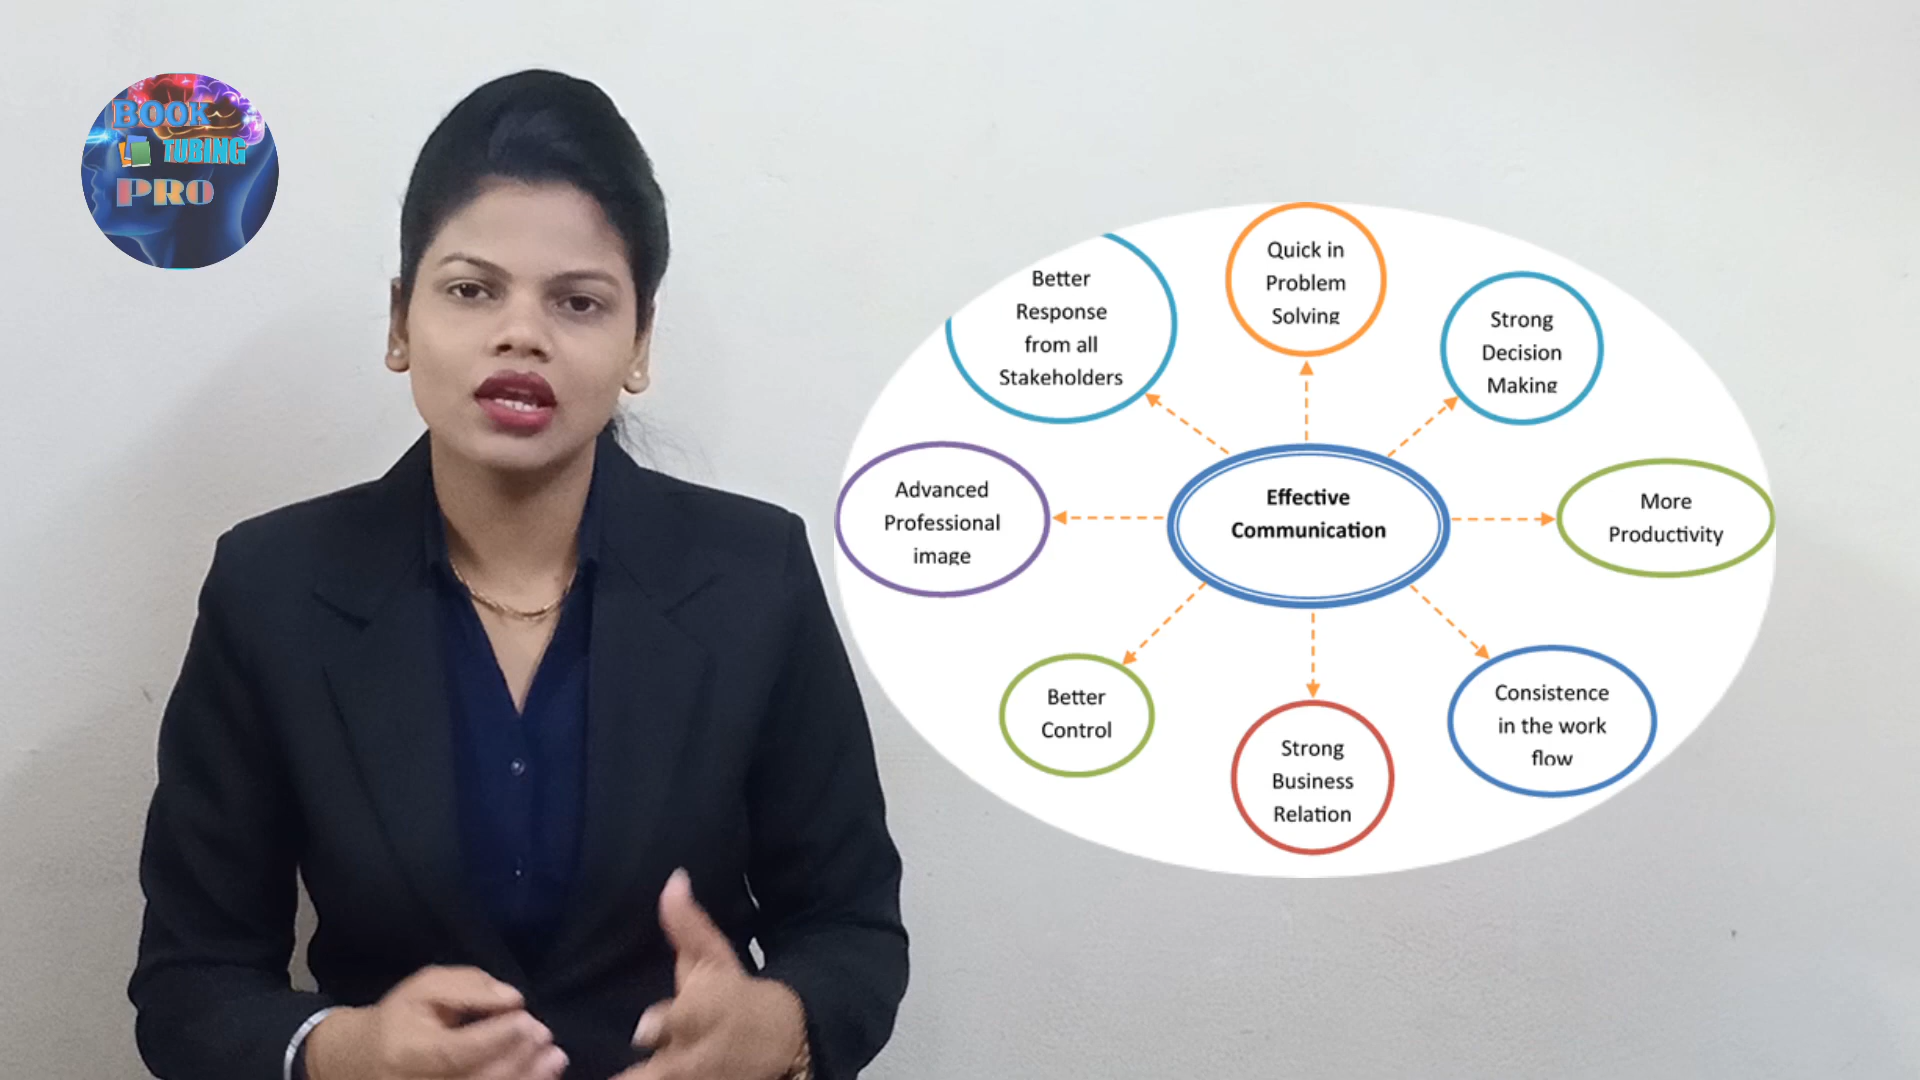 BOOK
TUBING
PRO
Better
Response
from all
Stakeholders
Quick in
Problem
Solving
Strong
Decision
Making
Advanced
Professional
image
Effective
Communication
More
Productivity
Better
Control
Strong
Business
Relation
Consistence
in the work
flow